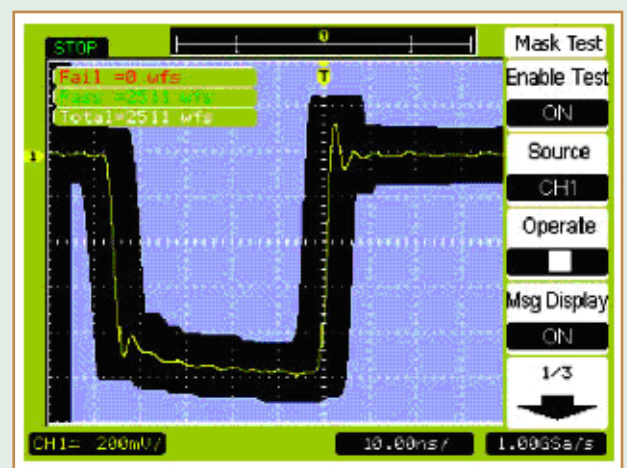 STOP
T
Mask Test
Fail =0 wfs
Pass =2511 wfs
Total=2511 wfs
T
Enable Test
ON
1
Source
CH1
Operate
Msg Display
ON
1/3
CH1= 200mV/
10.00ns/
1.00GSa/s